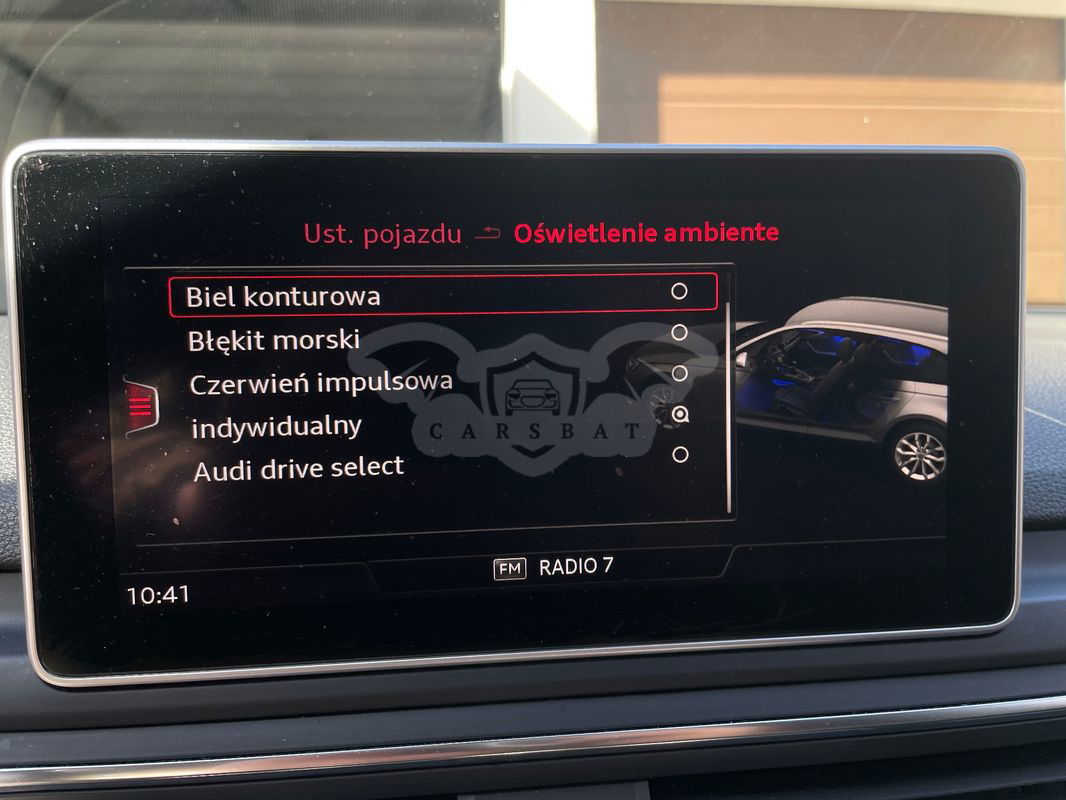 Ust. pojazdu Oświetlenie ambiente
Biel konturowa
Błękit morski
Czerwień impulsowa
indywidualny
Audi drive select
CARSBAT
FM RADIO 7
10:41